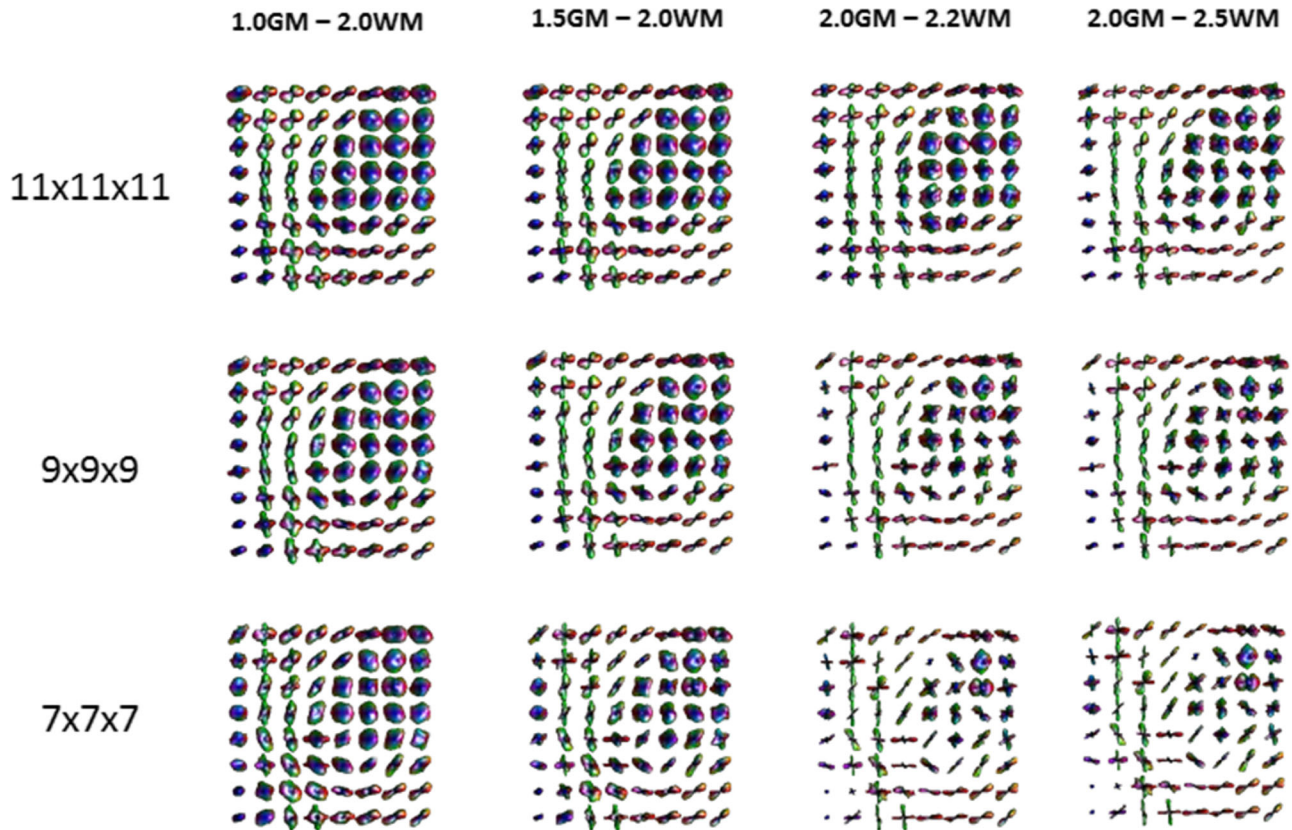 1.0GM – 2.0WM
1.5GM – 2.0WM
2.0GM – 2.2WM
2.0GM – 2.5WM
11x11x11
9x9x9
7x7x7